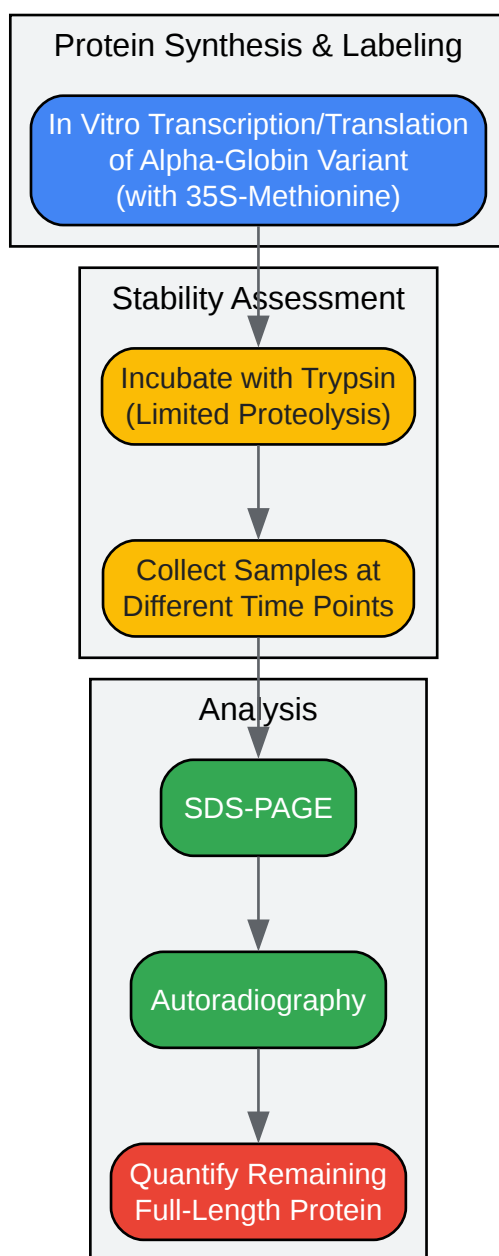 Protein Synthesis & Labeling
In Vitro Transcription/Translation
of Alpha-Globin Variant
(with 35S-Methionine)
Stability Assessment
Incubate with Trypsin
(Limited Proteolysis)
Collect Samples at
Different Time Points
Analysis
SDS-PAGE
Autoradiography
Quantify Remaining
Full-Length Protein